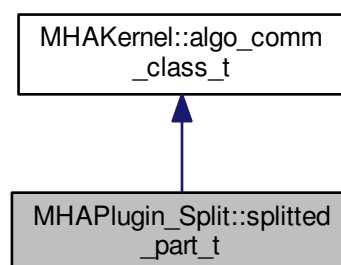 MHAKernel::algo_comm
_class_t
MHAPlugin_Split::splitted
_part_t